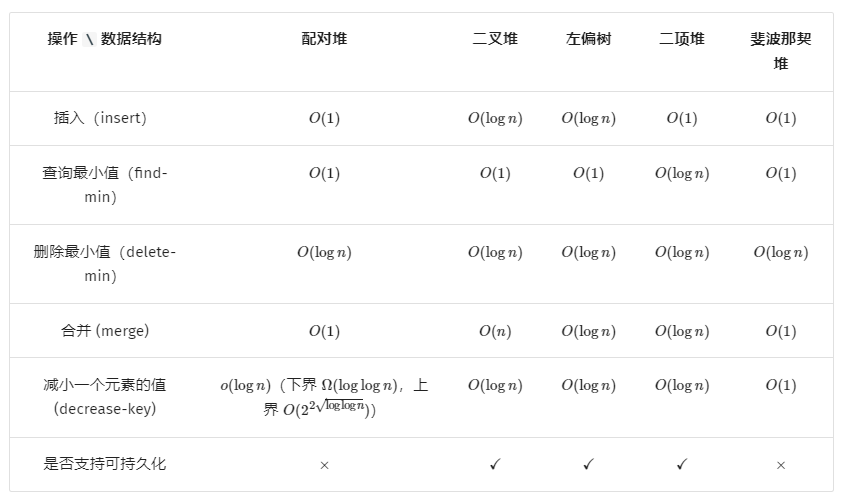 操作 \ 数据结构 配对堆 二叉堆 左偏树 二项堆 斐波那契
堆
插入（insert） O(1) O(log n) O(log n) O(1) O(1)
查询最小值（find-
min） O(1) O(1) O(1) O(log n) O(1)
删除最小值（delete-
min） O(log n) O(log n) O(log n) O(log n) O(log n)
合并 (merge) O(1) O(n) O(log n) O(log n) O(1)
减小一个元素的值
(decrease-key) o(log n)（下界 Ω(log log n)，上
界 O(2^{2√(log log n)})） O(log n) O(log n) O(log n) O(1)
是否支持可持久化 × ✓ ✓ ✓ ×